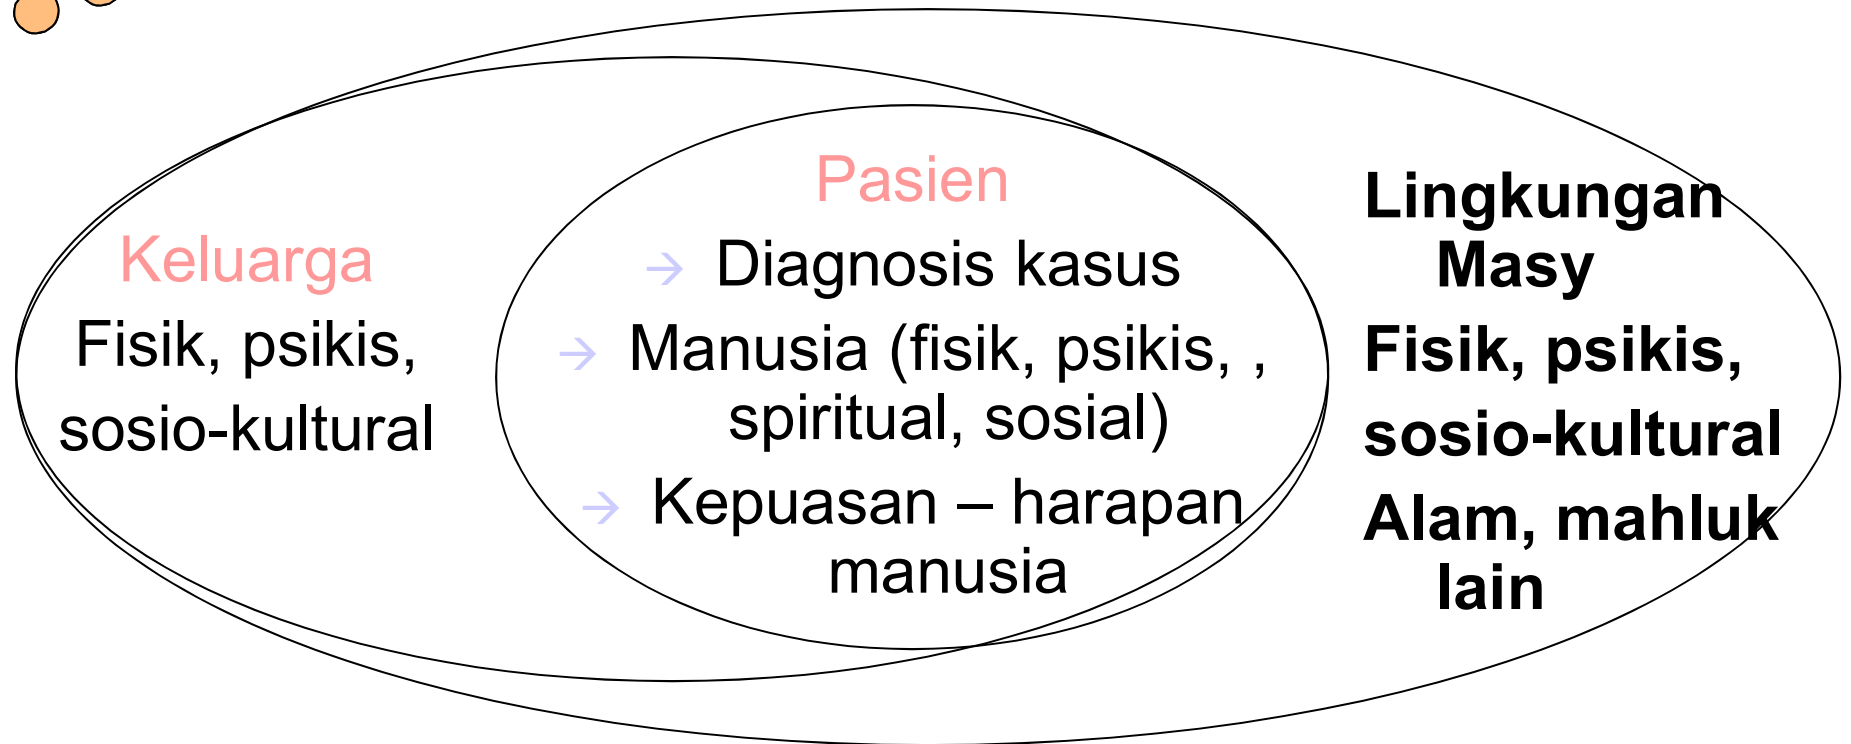 Keluarga
Fisik, psikis,
sosio-kultural
Pasien
→ Diagnosis kasus
→ Manusia (fisik, psikis, ,
spiritual, sosial)
→ Kepuasan – harapan
manusia
Lingkungan
Masy
Fisik, psikis,
sosio-kultural
Alam, mahluk
lain